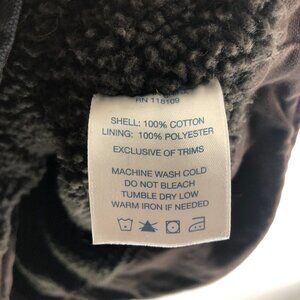 RN 118109
SHELL: 100% COTTON
LINING: 100% POLYESTER
EXCLUSIVE OF TRIMS
MACHINE WASH COLD
DO NOT BLEACH
TUMBLE DRY LOW
WARM IRON IF NEEDED